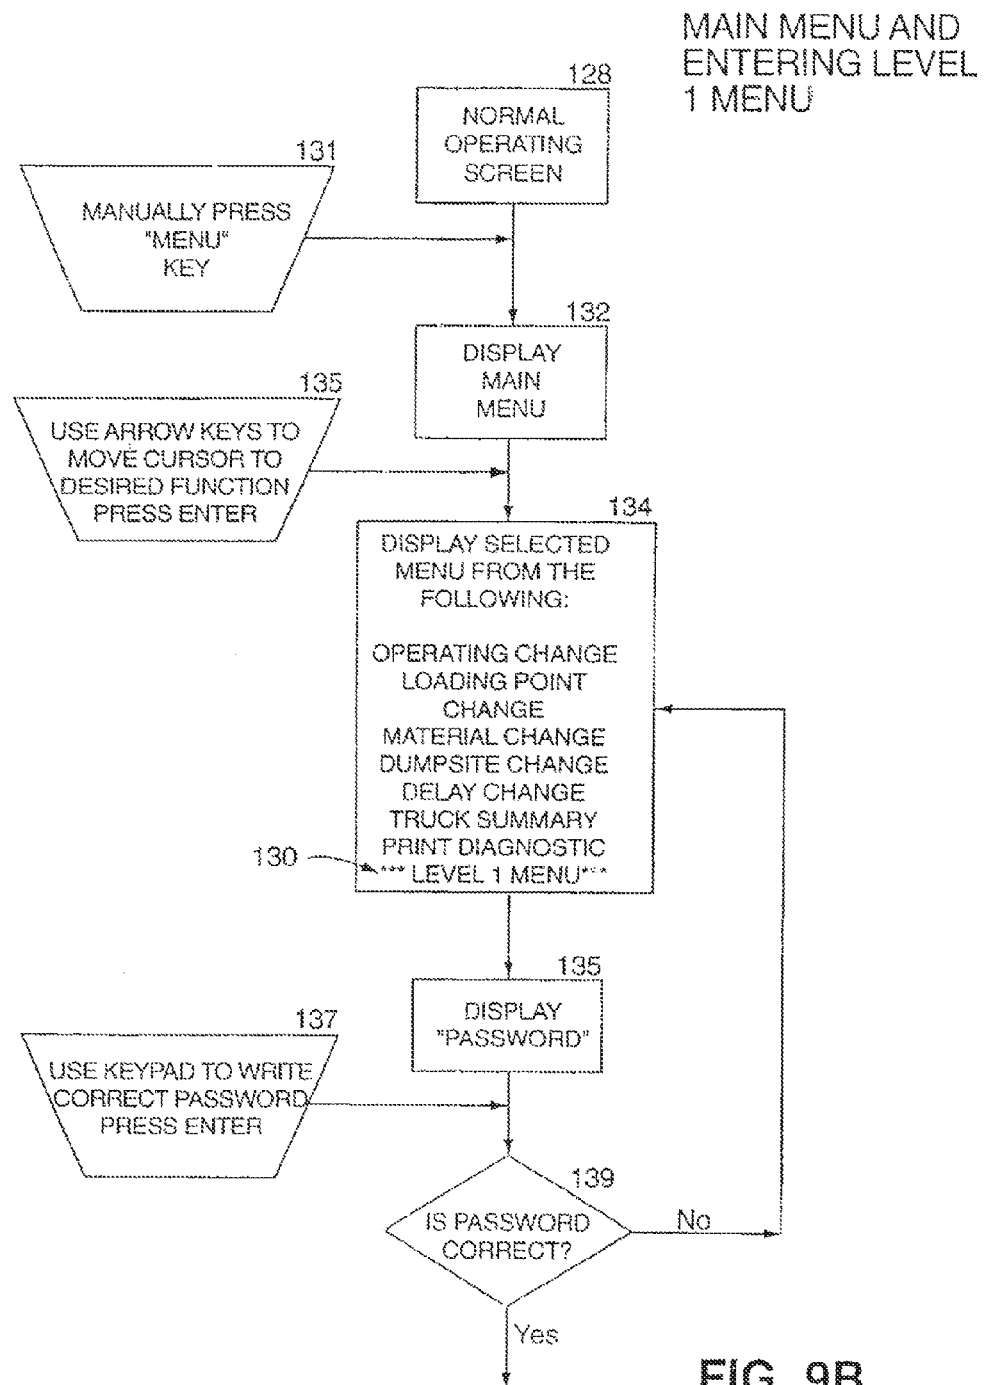 MAIN MENU AND
ENTERING LEVEL
1 MENU
128
NORMAL
OPERATING
SCREEN
131
MANUALLY PRESS
"MENU"
KEY
132
DISPLAY
MAIN
MENU
135
USE ARROW KEYS TO
MOVE CURSOR TO
DESIRED FUNCTION
PRESS ENTER
134
DISPLAY SELECTED
MENU FROM THE
FOLLOWING:
OPERATING CHANGE
LOADING POINT
CHANGE
MATERIAL CHANGE
DUMPSITE CHANGE
DELAY CHANGE
TRUCK SUMMARY
PRINT DIAGNOSTIC
130
*** LEVEL 1 MENU***
135
DISPLAY
"PASSWORD"
137
USE KEYPAD TO WRITE
CORRECT PASSWORD
PRESS ENTER
139
IS PASSWORD
CORRECT?
No
Yes
FIG. 9B